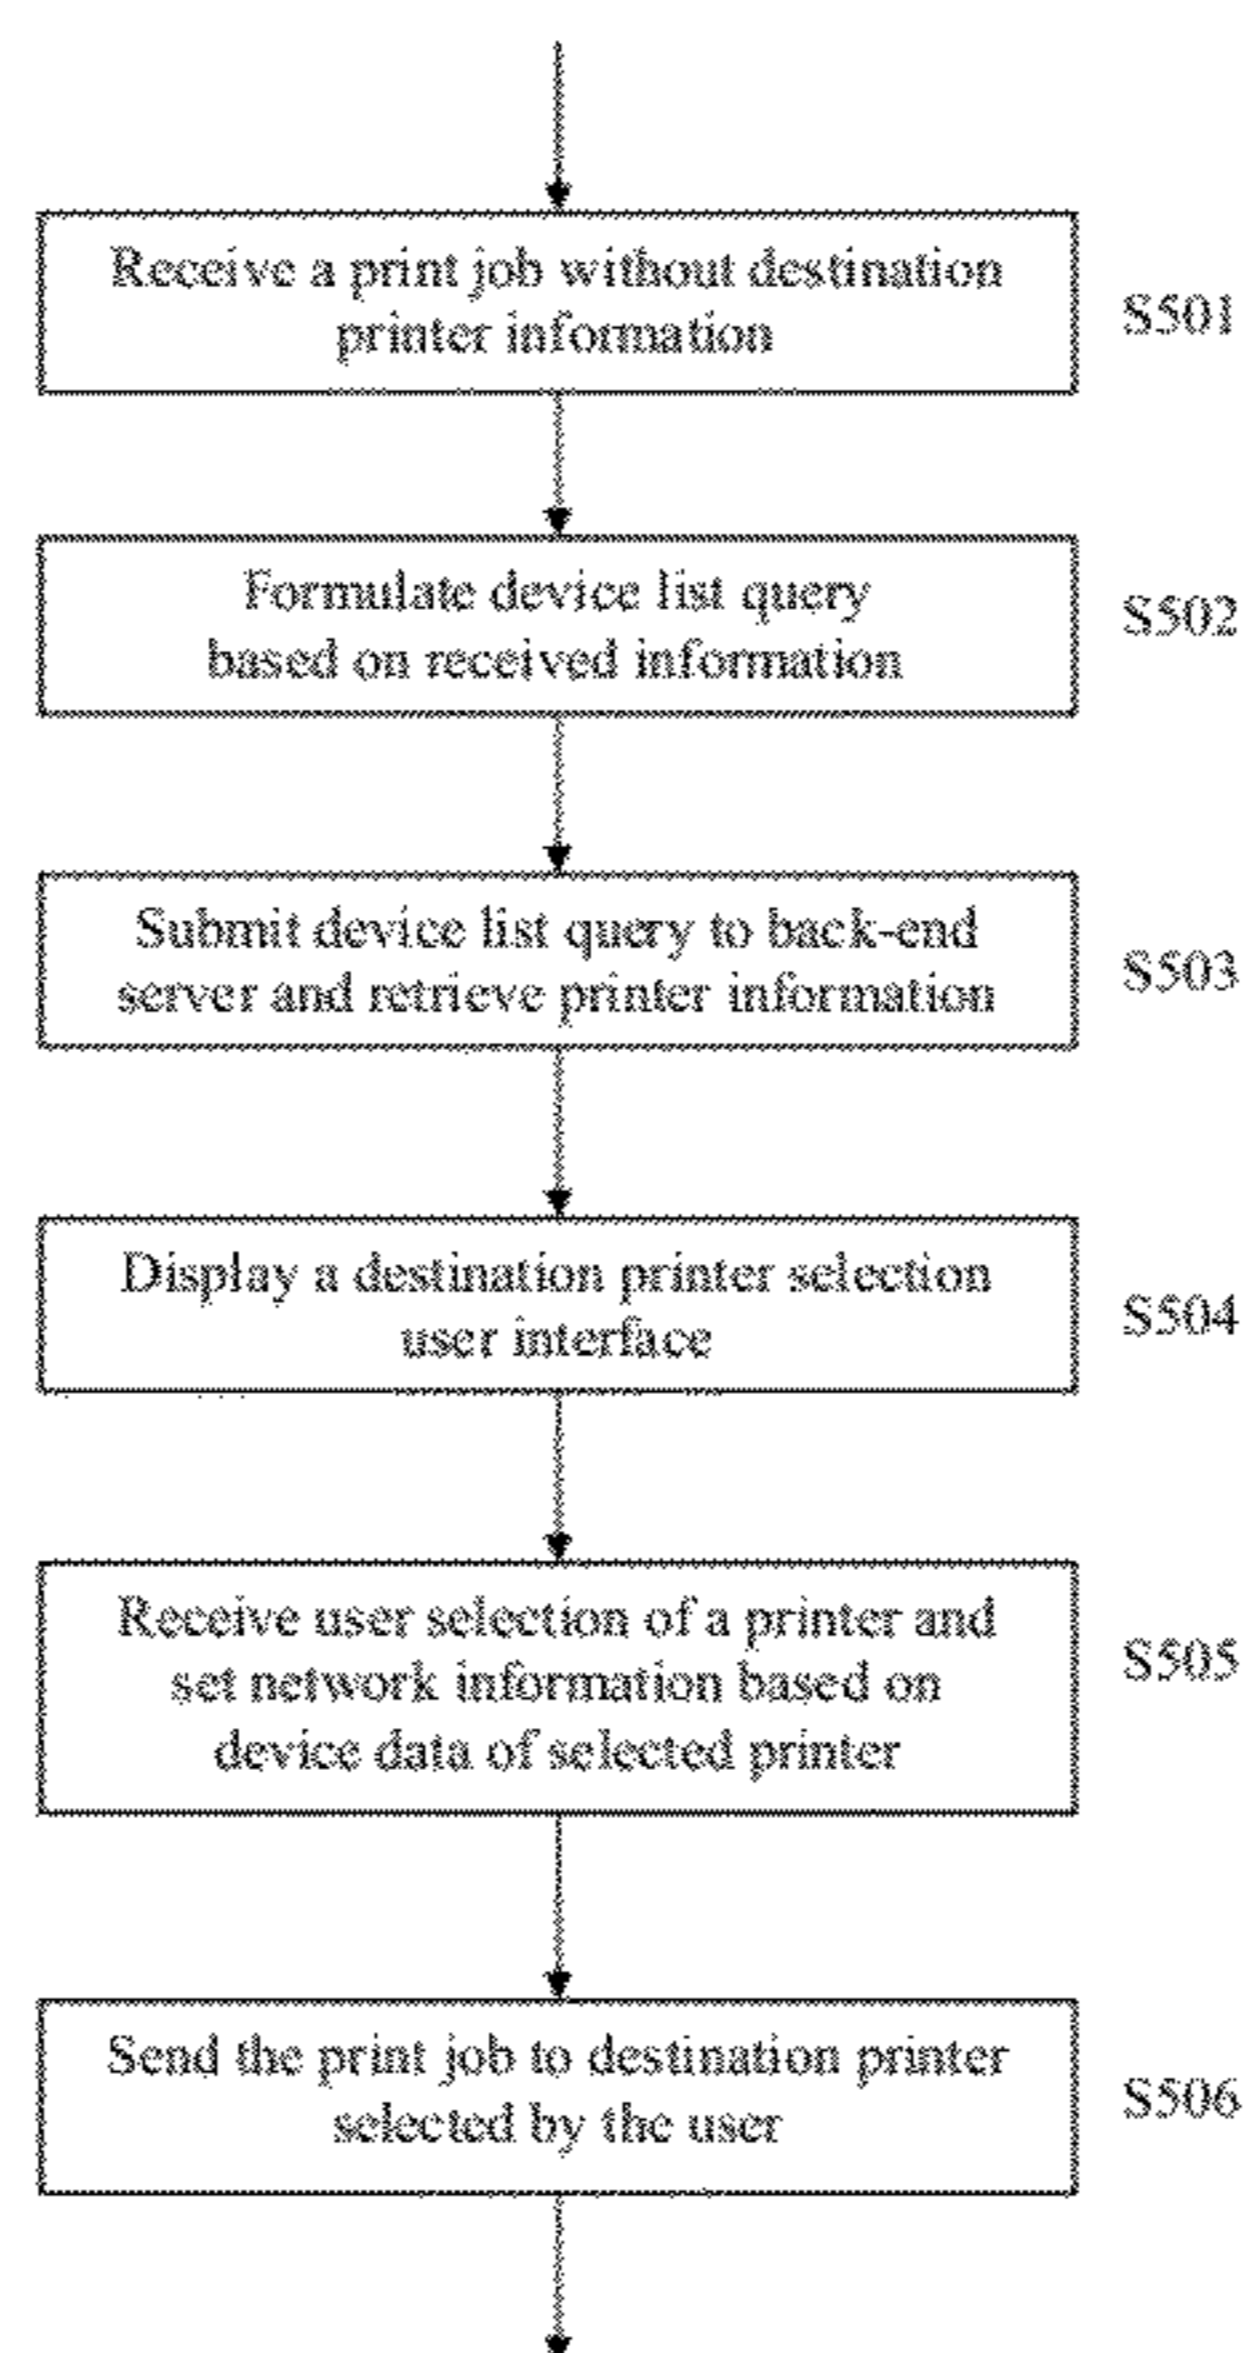 Receive a print job without destination
printer information
S501
Formulate device list query
based on received information
S502
Submit device list query to back-end
server and retrieve printer information
S503
Display a destination printer selection
user interface
S504
Receive user selection of a printer and
set network information based on
device data of selected printer
S505
Send the print job to destination printer
selected by the user
S506